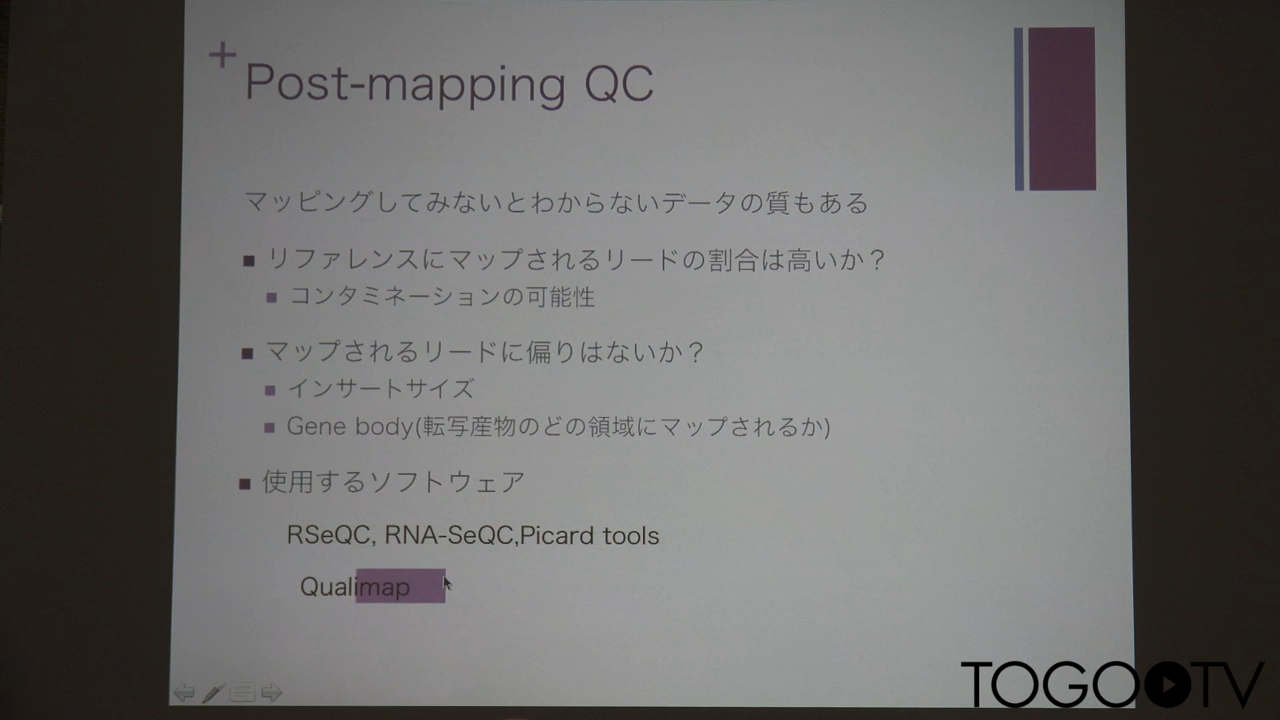 +
Post-mapping QC
マッピングしてみないとわからないデータの質もある
リファレンスにマップされるリードの割合は高いか？
コンタミネーションの可能性
マップされるリードに偏りはないか？
インサートサイズ
Gene body(転写産物のどの領域にマップされるか)
使用するソフトウェア
RSeQC, RNA-SeQC,Picard tools
Qualimap
TOGOTV